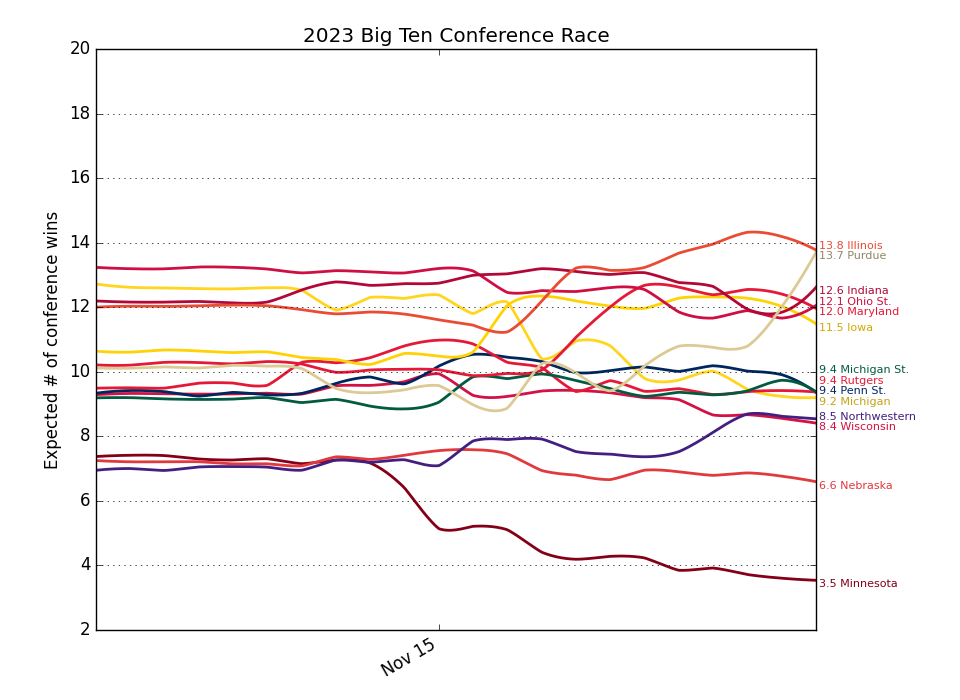 2023 Big Ten Conference Race
Expected # of conference wins
20
18
16
14
12
10
8
6
4
2
Nov 15
13.8 Illinois
13.7 Purdue
12.6 Indiana
12.1 Ohio St.
12.0 Maryland
11.5 Iowa
9.4 Michigan St.
9.4 Rutgers
9.4 Penn St.
9.2 Michigan
8.5 Northwestern
8.4 Wisconsin
6.6 Nebraska
3.5 Minnesota